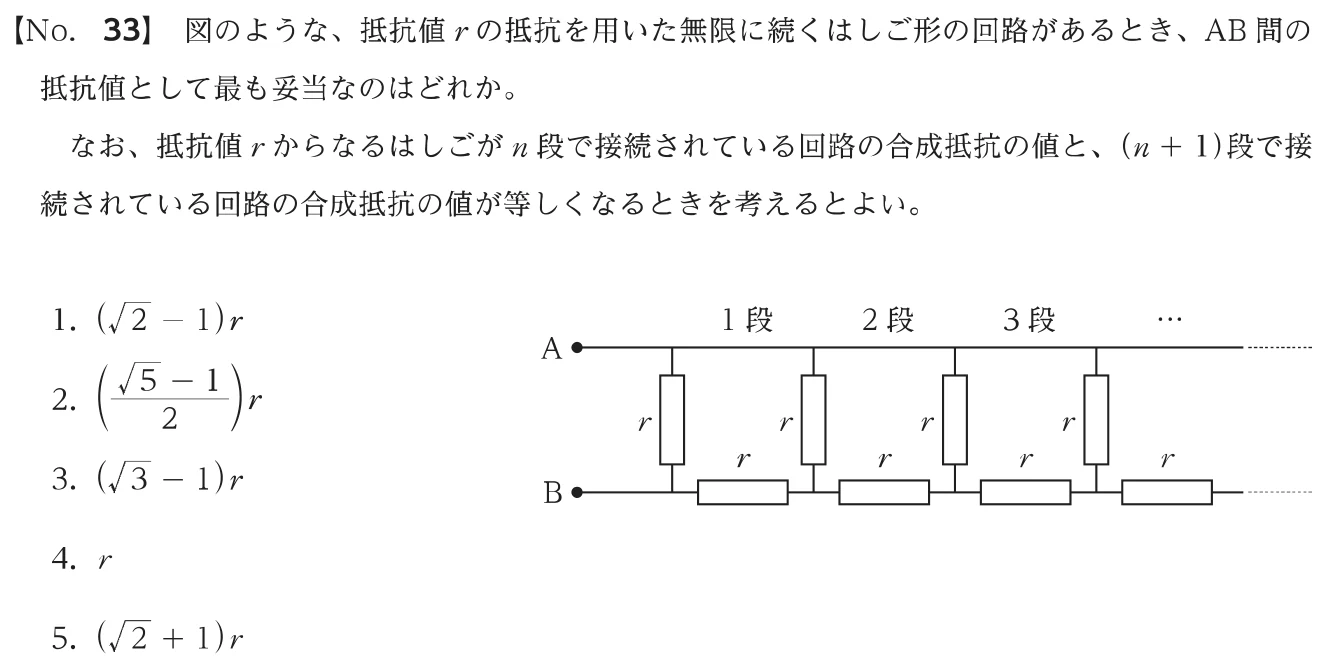 【No. 33】 図のような、抵抗値 r の抵抗を用いた無限に続くはしご形の回路があるとき、AB 間の
抵抗値として最も妥当なのはどれか。
なお、抵抗値 r からなるはしごが n 段で接続されている回路の合成抵抗の値と、(n + 1)段で接
続されている回路の合成抵抗の値が等しくなるときを考えるとよい。
1. (√2 − 1)r
2. ((√5 − 1)/2)r
3. (√3 − 1)r
4. r
5. (√2 + 1)r
1段 2段 3段 …
A
r r r r
r r r r
B